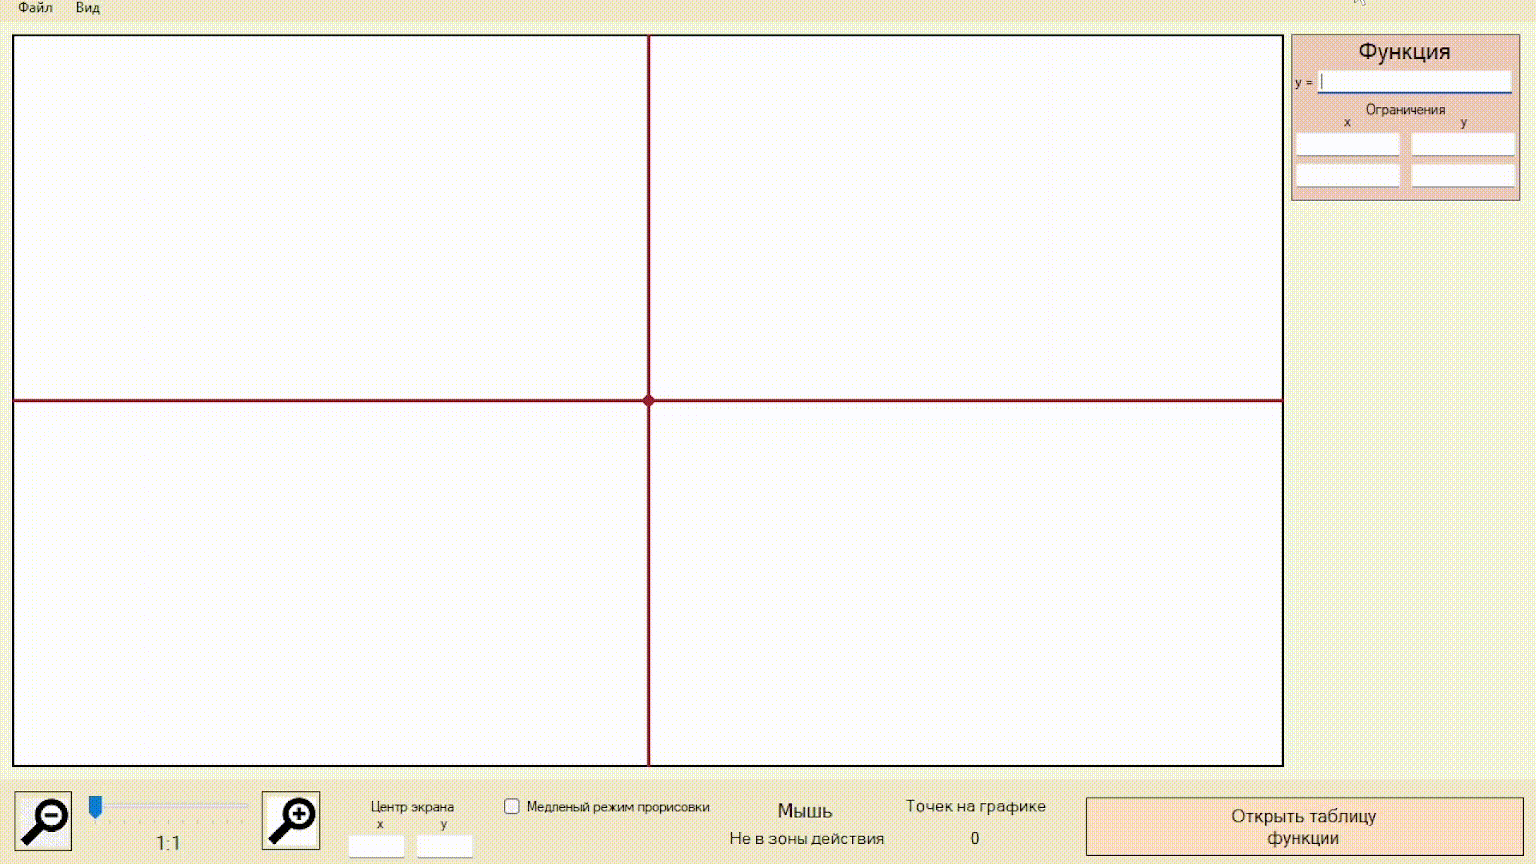 Файл Вид
Функция
y =
Ограничения
x y
Центр экрана
x y
1:1
Медленый режим прорисовки
Мышь
Не в зоны действия
Точек на графике
0
Открыть таблицу
функции